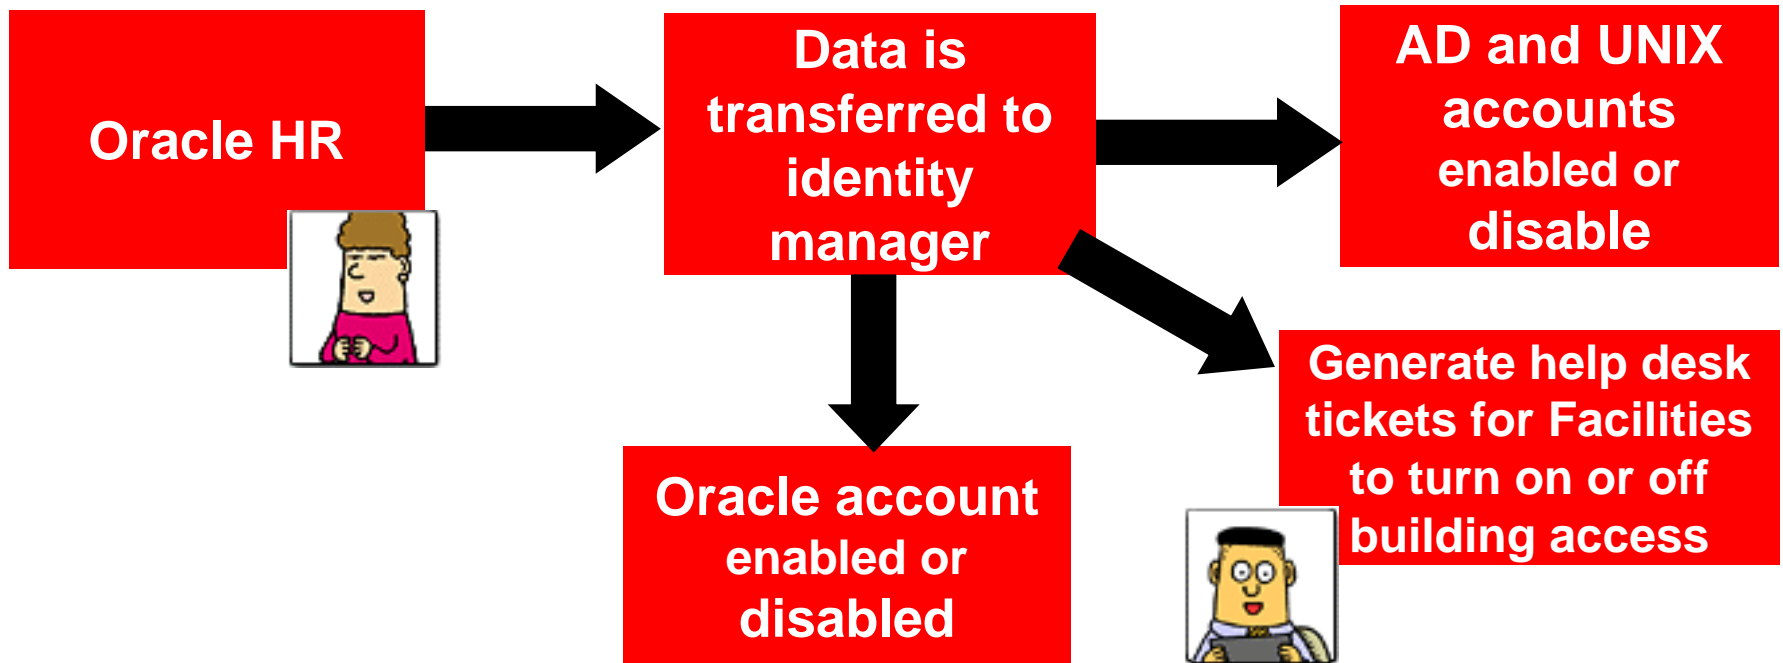 Oracle HR
Data is
transferred to
identity
manager
AD and UNIX
accounts
enabled or
disable
Generate help desk
tickets for Facilities
to turn on or off
building access
Oracle account
enabled or
disabled